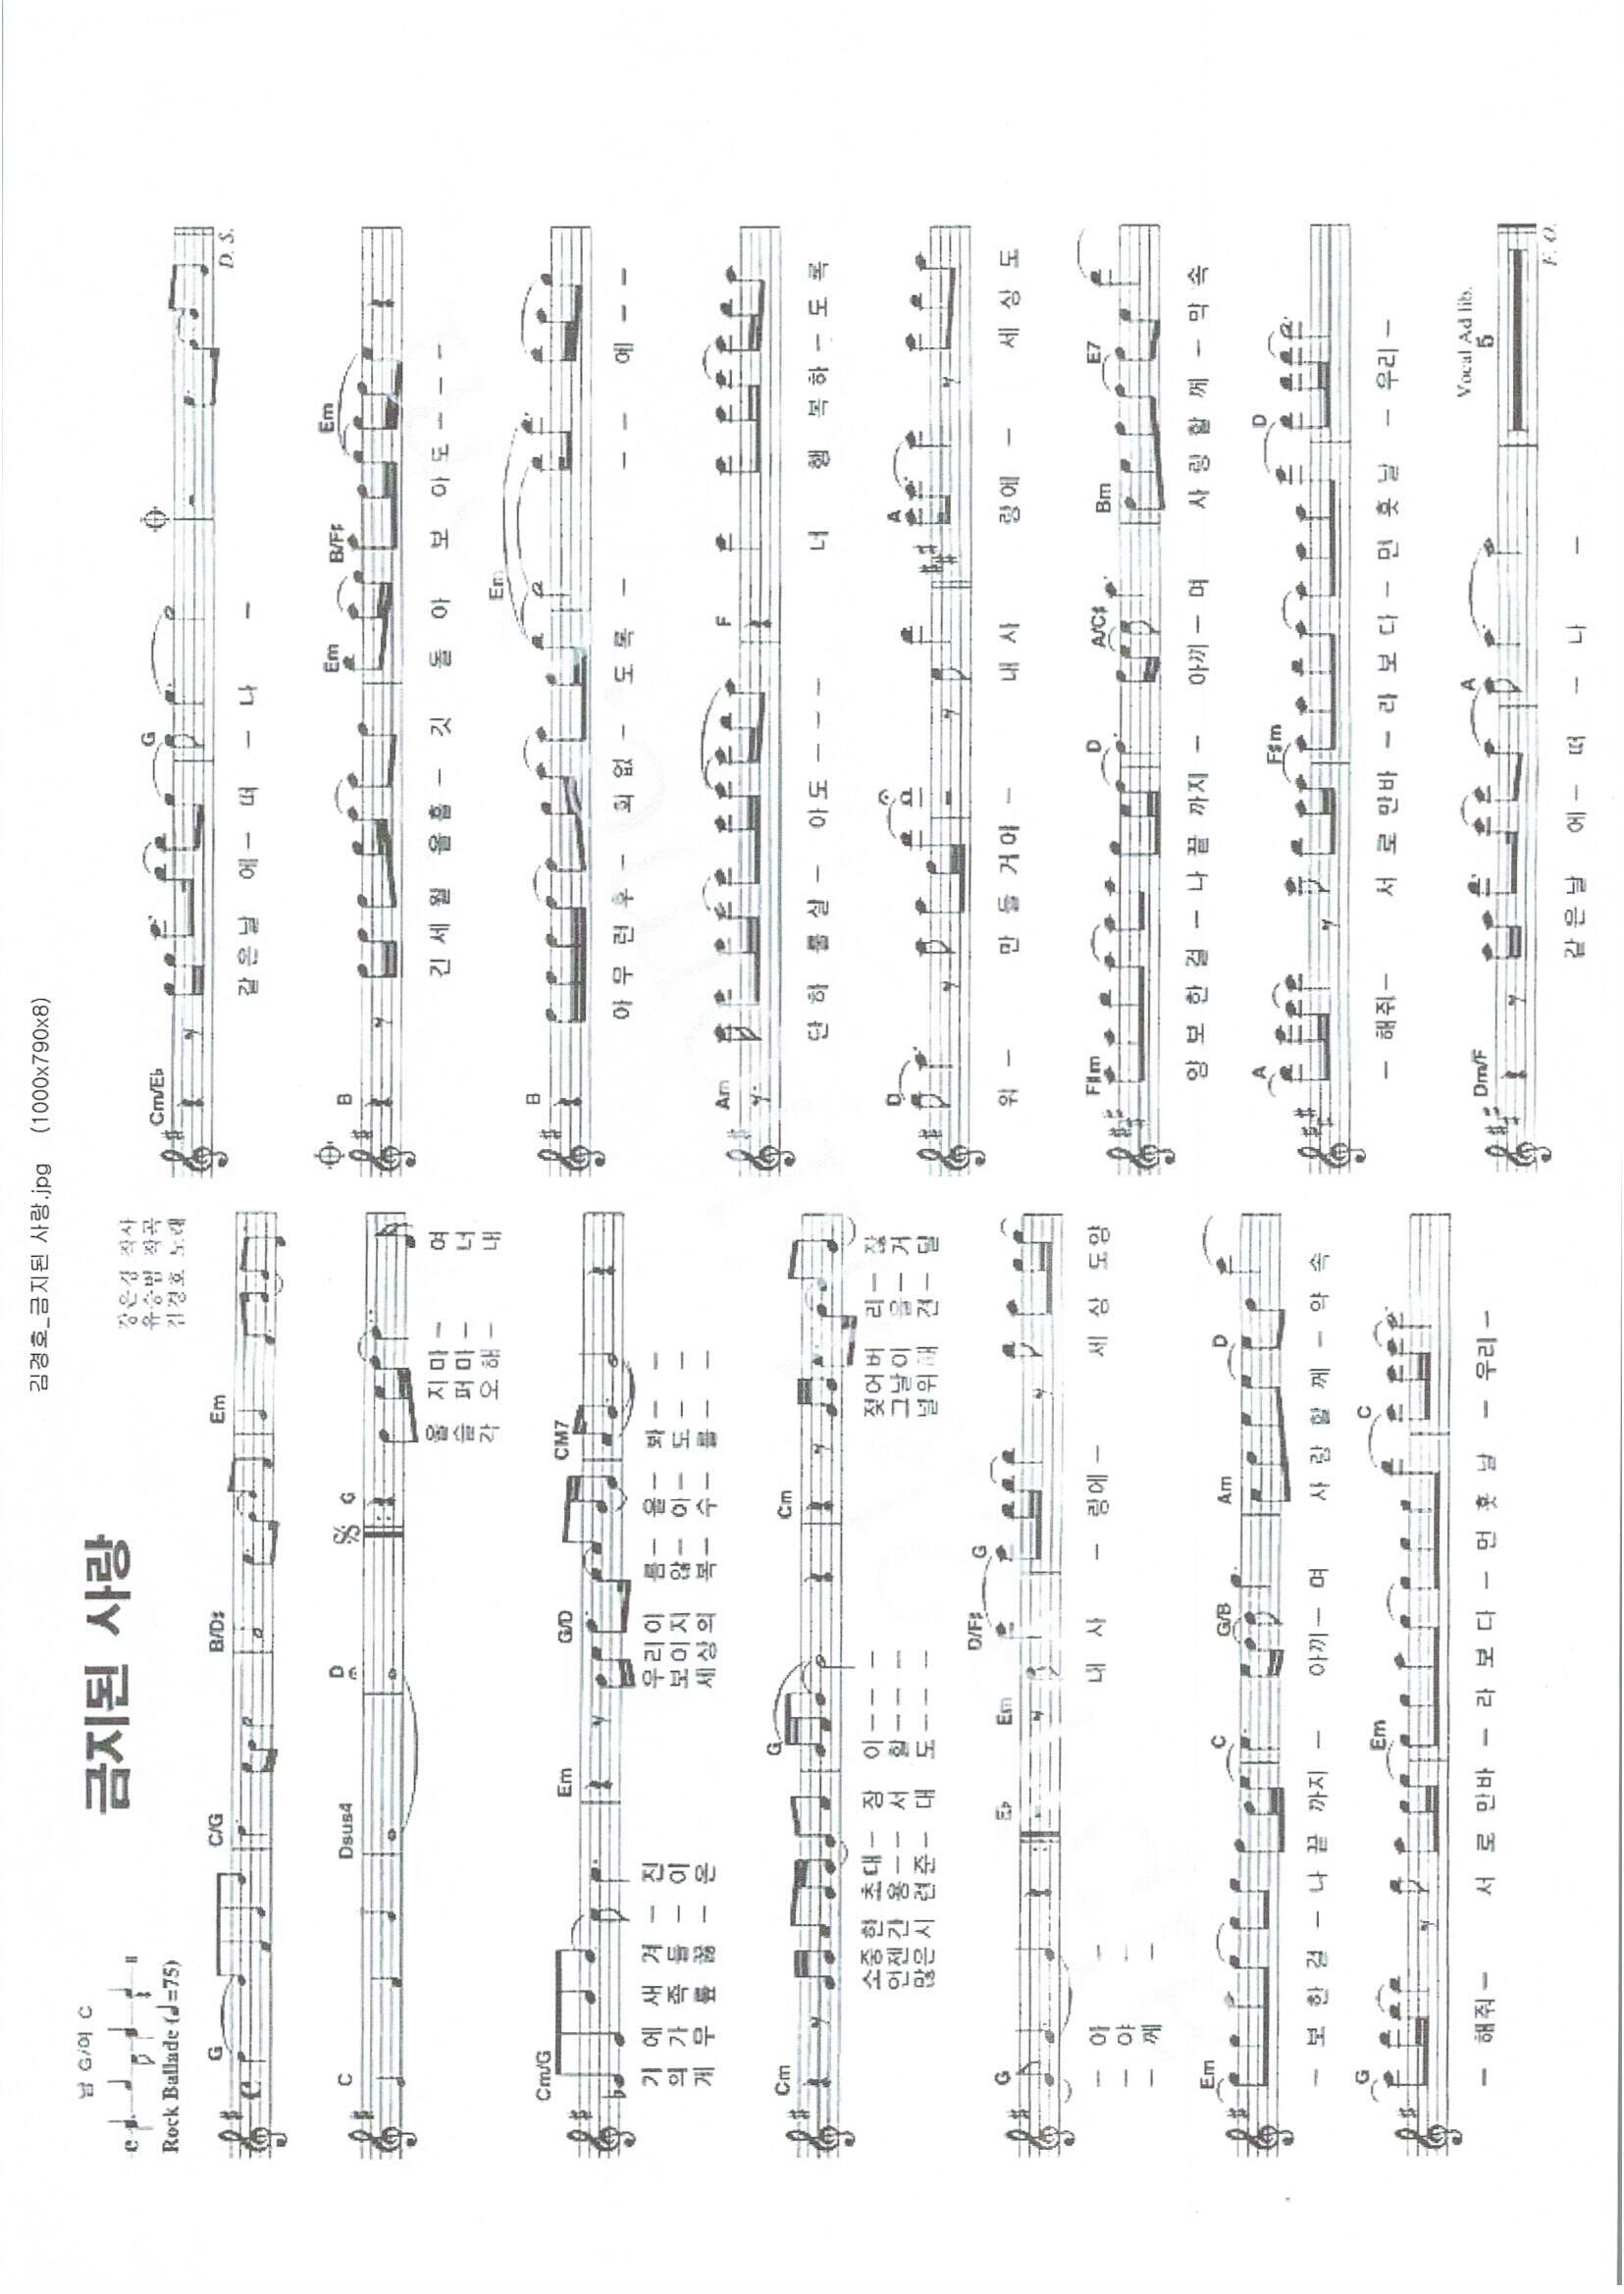 김경호_금지된 사랑.jpg (1000x790x8)
남 G/여 C
금지된 사랑
Rock Ballade (♩=75)
강은경 작사
유승범 작곡
김경호 노래
G C/G B/D♯ Em
C Dsus4 D G
울 지 마 – 여
슬 퍼 마 – 너
각 오 해 – 내
Cm/G Em G/D CM7
기 에 새 겨 – 진 우 리 이 름 – 을 – 봐 – –
의 가 족 들 – 이 보 이 지 않 – 이 – 도 – –
게 무 릎 꿇 – 온 세 상 의 복 – 수 – 를 – –
Cm G Cm
소 중 한 초 대 – 장 이 – – – 젖 어 버 리 – 잖
언 젠 간 용 – – 서 할 – – – 그 날 이 올 – 거
많 은 시 련 준 – 대 도 – – – 널 위 해 견 – 딜
G E♭ Em D/F♯ G
– 아 – 내 사 – 랑 에 – 세 상 도 양
– 야 –
– 께 –
Em C G/B Am D
– 보 한 걸 – 나 끝 까 지 – 아 끼 – 며 사 랑 할 께 – 약 속
G Em C
– 해 줘 – 서 로 만 바 – 라 보 다 – 먼 훗 날 – 우 리 –
Cm/E♭ G
D. S.
같 은 날 에 – 떠 – 나 –
B Em B/F♯ Em
긴 세 월 을 흘 – 깃 돌 아 보 아 도 – – –
B Em
아 무 런 후 – 회 없 – 도 록 – – – 예 – –
Am F
단 하 룰 살 – 아 도 – – – 너 행 복 하 – 도 록
D A
워 – 만 들 거 야 – 내 사 랑 에 – 세 상 도
F♯m D A/C♯ Bm E7
양 보 한 걸 – 나 끝 까 지 – 아 끼 – 며 사 랑 할 께 – 약 속
A F♯m D
– 해 줘 – 서 로 만 바 – 라 보 다 – 먼 훗 날 – 우 리 –
Dm/F A Vocal Ad lib.
5
F. O.
같 은 날 에 – 떠 – 나 –